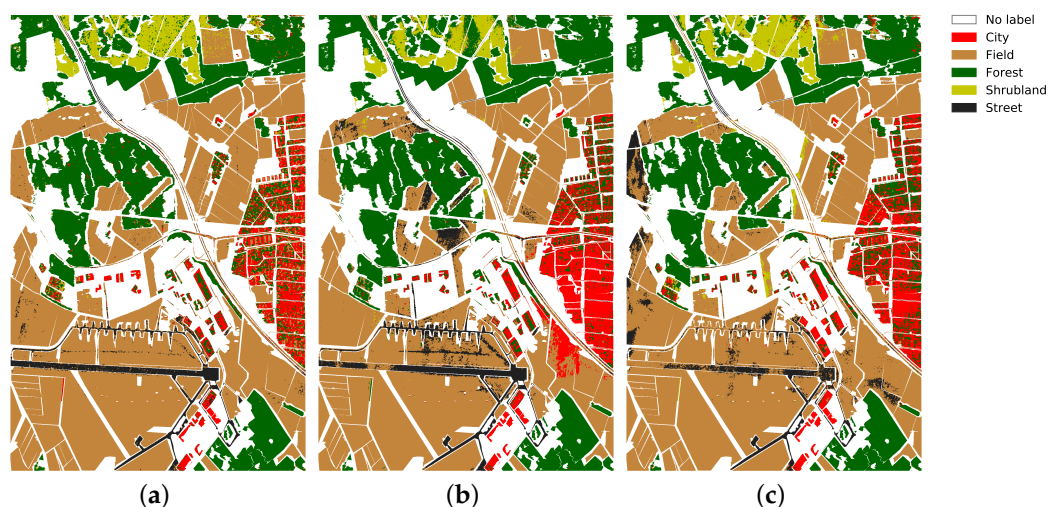 No label
City
Field
Forest
Shrubland
Street
(a)
(b)
(c)